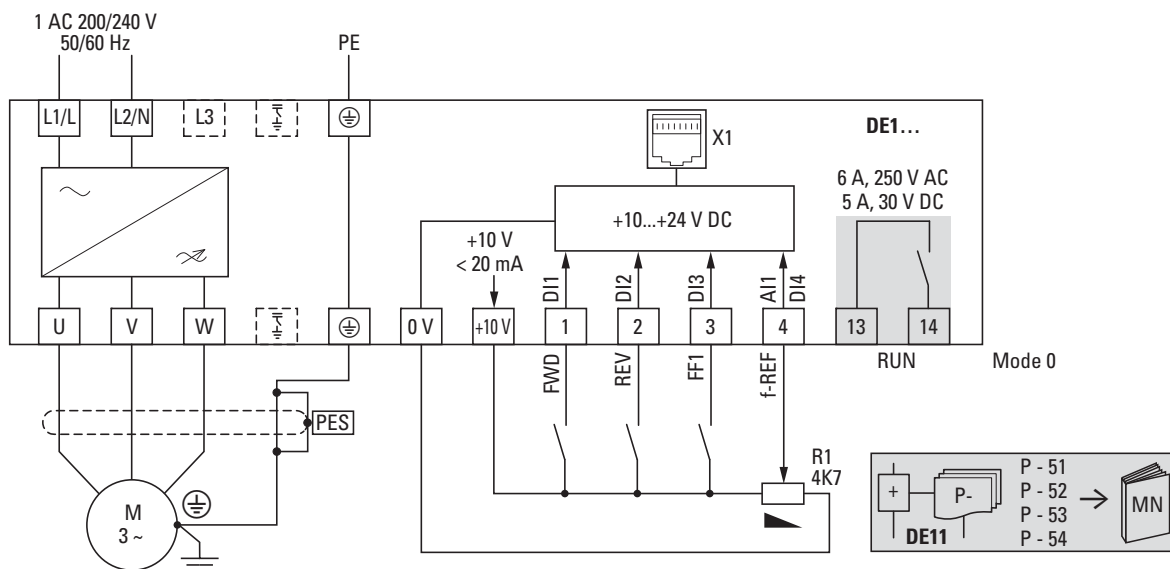 1 AC 200/240 V
50/60 Hz
PE
L1/L
L2/N
L3
X1
DE1…
6 A, 250 V AC
5 A, 30 V DC
+10...+24 V DC
+10 V
< 20 mA
DI1
DI2
DI3
AI1
DI4
U
V
W
0 V
+10 V
1
2
3
4
13
14
FWD
REV
FF1
f-REF
RUN
Mode 0
PES
R1
4K7
M
3 ~
+
P-
DE11
P - 51
P - 52
P - 53
P - 54
MN